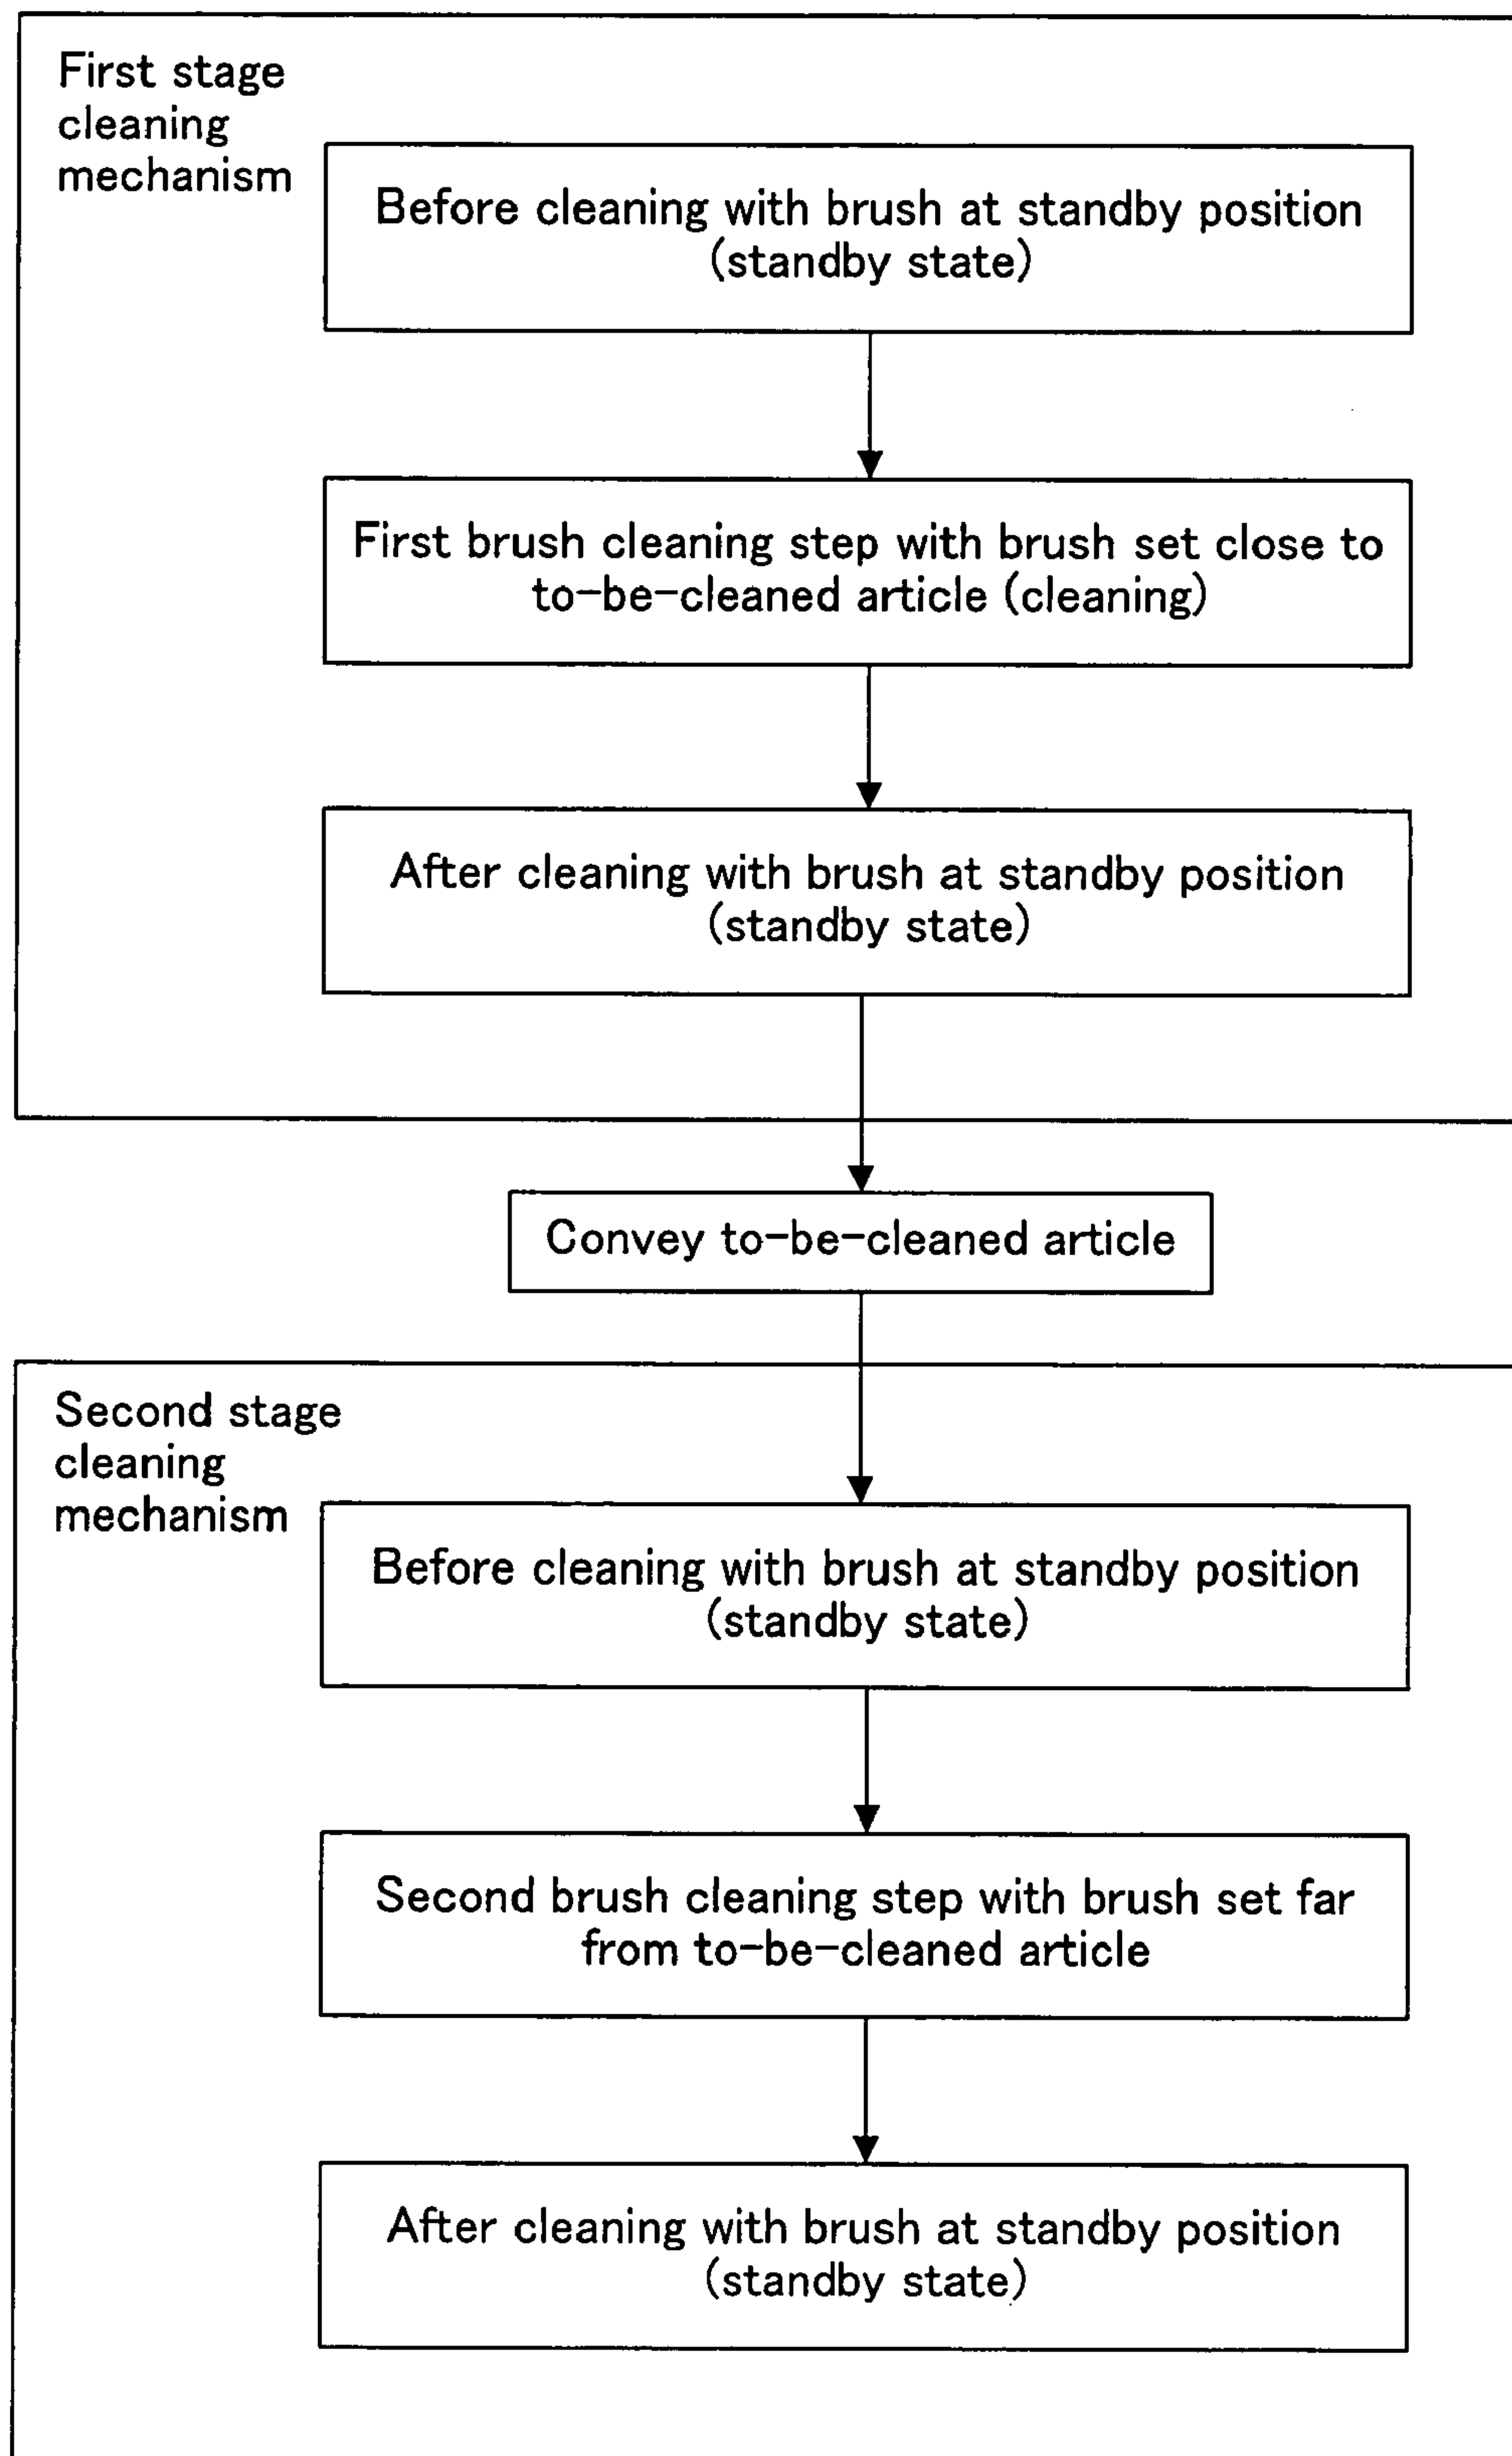 First stage
cleaning
mechanism
Before cleaning with brush at standby position
(standby state)
First brush cleaning step with brush set close to
to-be-cleaned article (cleaning)
After cleaning with brush at standby position
(standby state)
Convey to-be-cleaned article
Second stage
cleaning
mechanism
Before cleaning with brush at standby position
(standby state)
Second brush cleaning step with brush set far
from to-be-cleaned article
After cleaning with brush at standby position
(standby state)